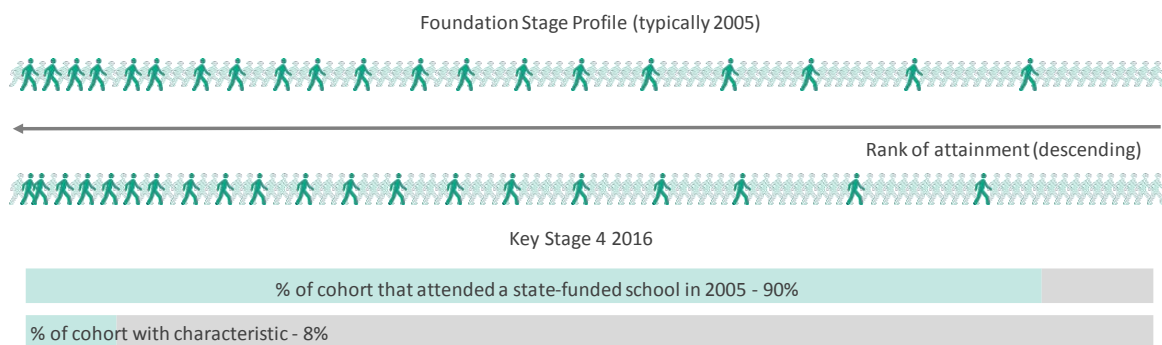 Foundation Stage Profile (typically 2005)
Rank of attainment (descending)
Key Stage 4 2016
% of cohort that attended a state-funded school in 2005 - 90%
% of cohort with characteristic - 8%